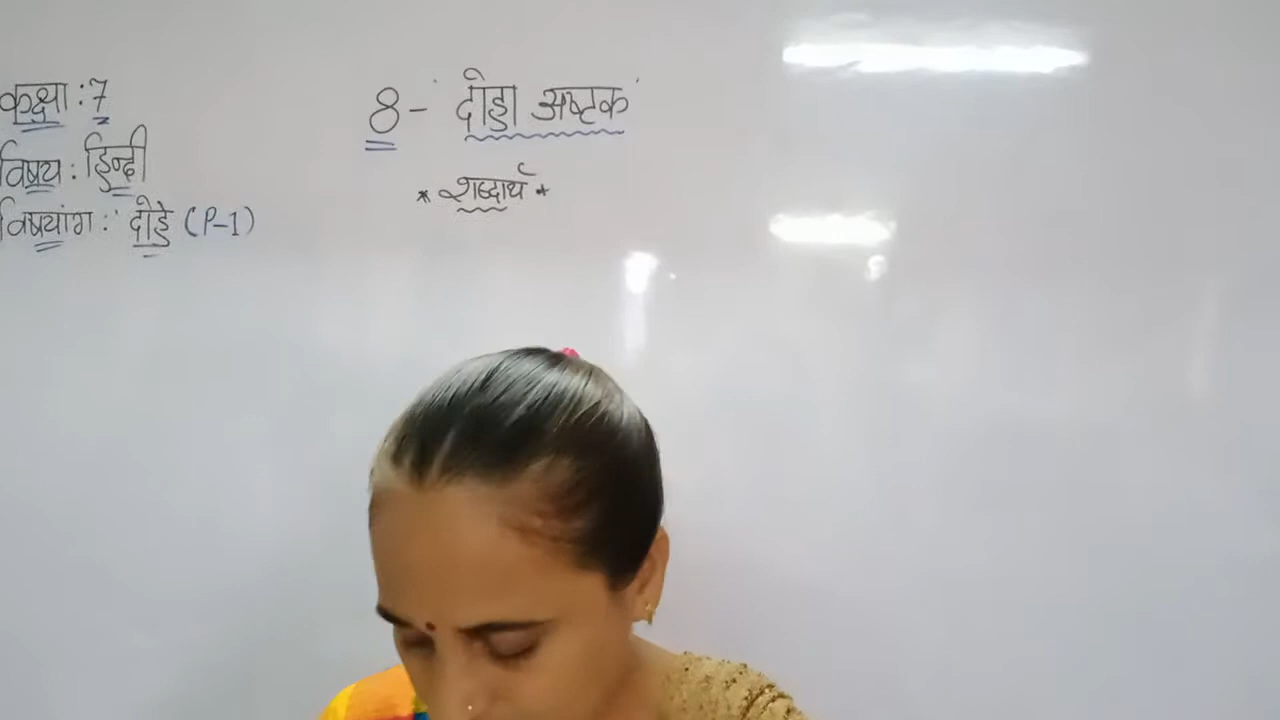 कक्षा : 7
विषय : हिन्दी
विषयांग : दोहे (P-1)
8 - 'दोहा अष्टक'
* शब्दार्थ *